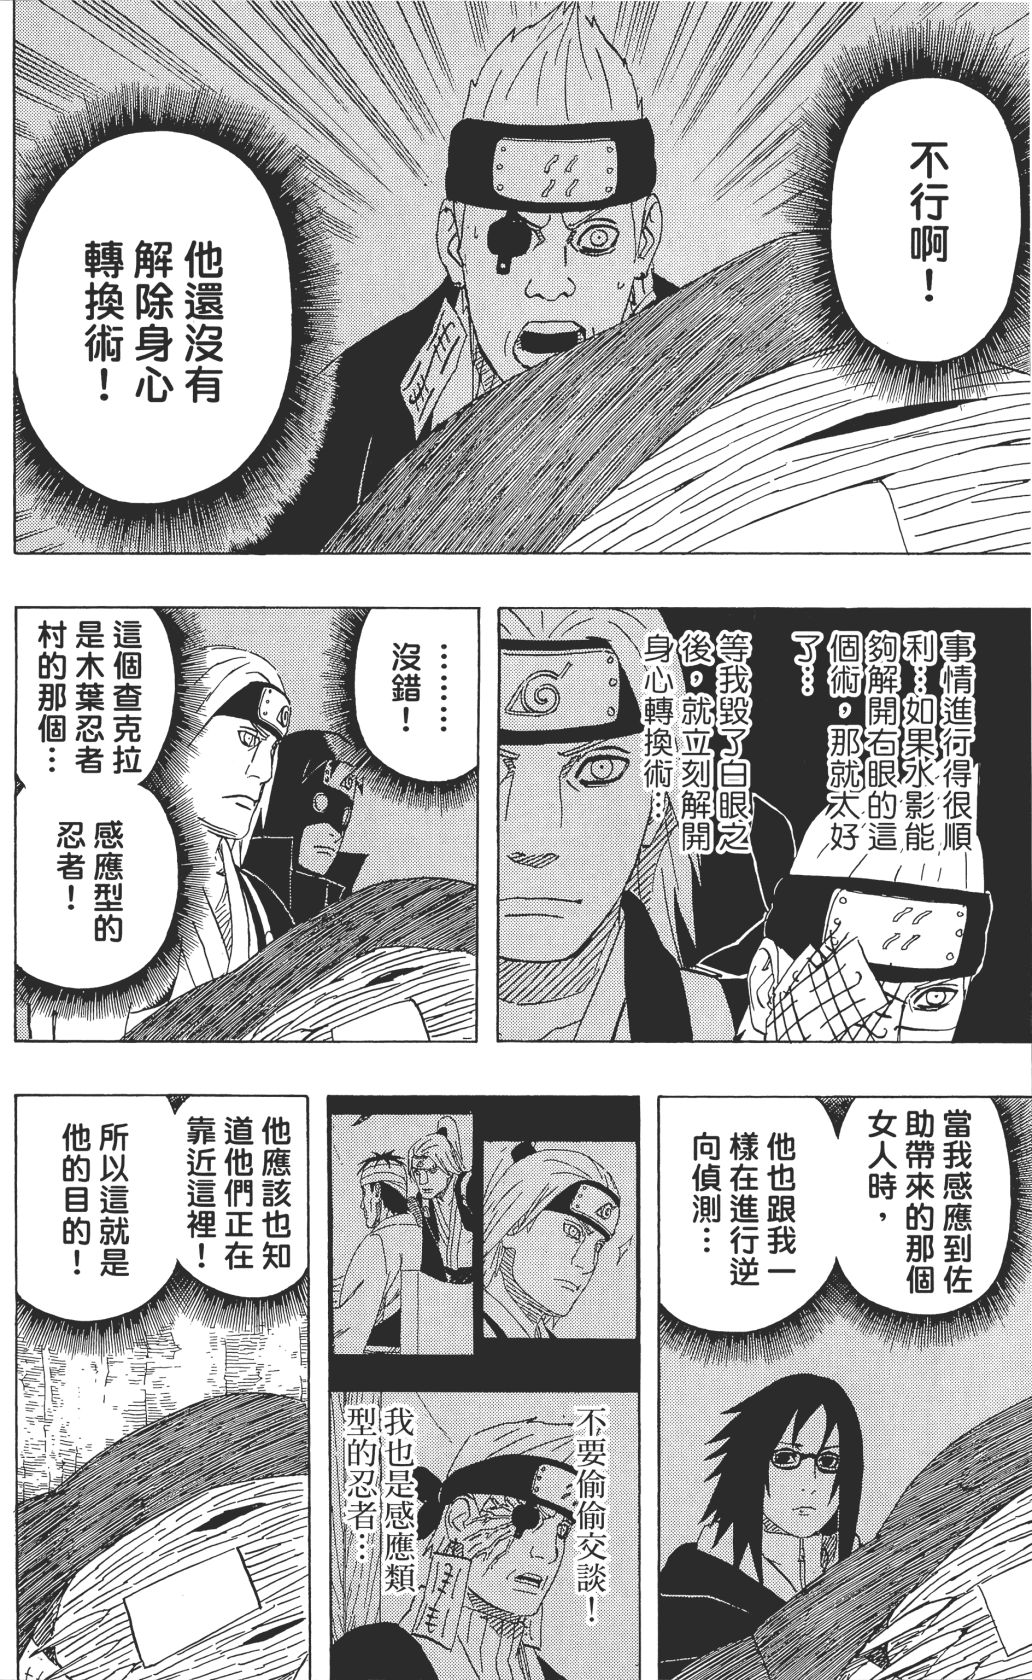 不行啊！
他還沒有
解除身心
轉換術！
事情進行得很順
利…如果水影能
夠解開右眼的這
個術，那就太好
了…
等我毀了白眼之
後，就立刻解開
身心轉換術…
………
沒錯！
這個查克拉
是木葉忍者
村的那個…
感應型的
忍者！
當我感應到佐
助帶來的那個
女人時，
他也跟我一
樣在進行逆
向偵測…
不要偷偷交談！
我也是感應類
型的忍者…
他應該也知
道他們正在
靠近這裡！
所以這就是
他的目的！